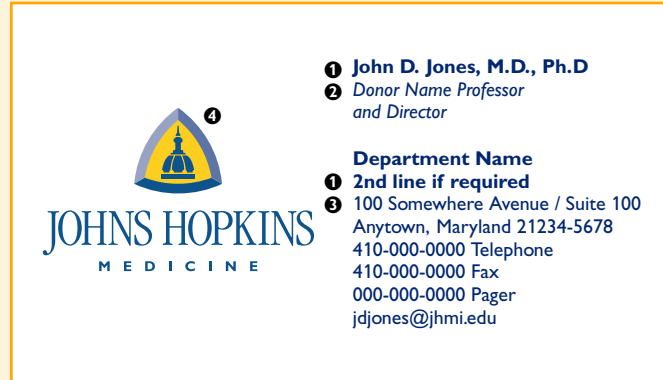 ❶ John D. Jones, M.D., Ph.D
❷ Donor Name Professor
and Director
❹
JOHNS HOPKINS
MEDICINE
Department Name
❶ 2nd line if required
❸ 100 Somewhere Avenue / Suite 100
Anytown, Maryland 21234-5678
410-000-0000 Telephone
410-000-0000 Fax
000-000-0000 Pager
jdjones@jhmi.edu